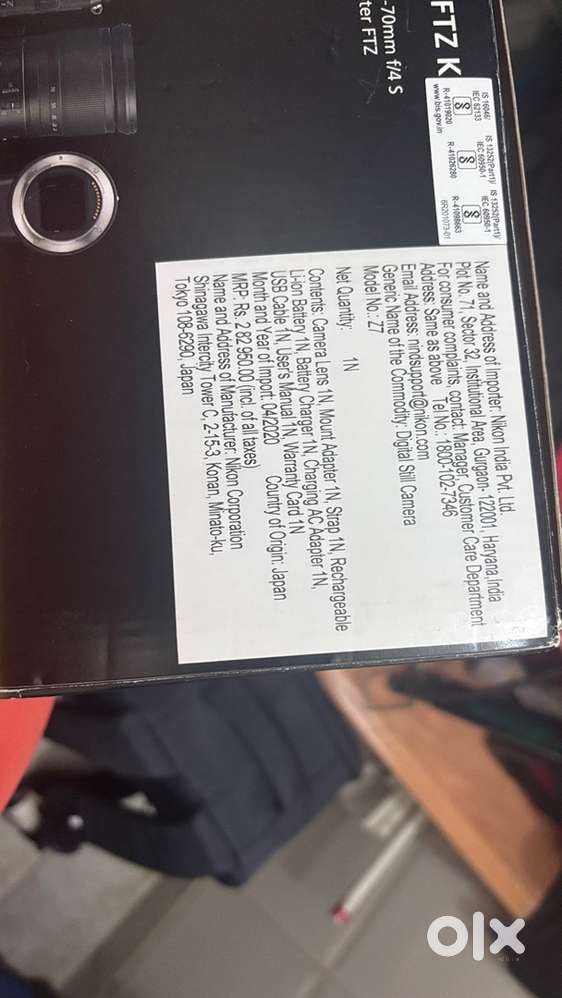 FTZ K
-70mm f/4 S
ter FTZ
IS 16046/
IEC 62133
R-41019020
www.bis.gov.in
IS 13252(Part1)/
IEC 60950-1
R-41026280
IS 13252(Part1)/
IEC 60950-1
R-41098663
6R201073-01
Name and Address of Importer: Nikon India Pvt. Ltd.
Plot No. 71, Sector 32, Institutional Area, Gurgaon- 122001, Haryana,India
For consumer complaints, contact: Manager, Customer Care Department
Address: Same as above Tel No.: 1800-102-7346
Email Address: nindsupport@nikon.com
Generic Name of the Commodity: Digital Still Camera
Model No.: Z7
Net Quantity: 1N
Contents: Camera Lens 1N, Mount Adapter 1N, Strap 1N, Rechargeable
Li-ion Battery 1N, Battery Charger 1N, Charging AC Adapter 1N,
USB Cable 1N, User's Manual 1N, Warranty Card 1N
Month and Year of Import: 04/2020 Country of Origin: Japan
MRP: Rs. 2 82 950.00 (incl. of all taxes)
Name and Address of Manufacturer: Nikon Corporation
Shinagawa Intercity Tower C, 2-15-3, Konan, Minato-ku,
Tokyo 108-6290, Japan
olx
INDIA